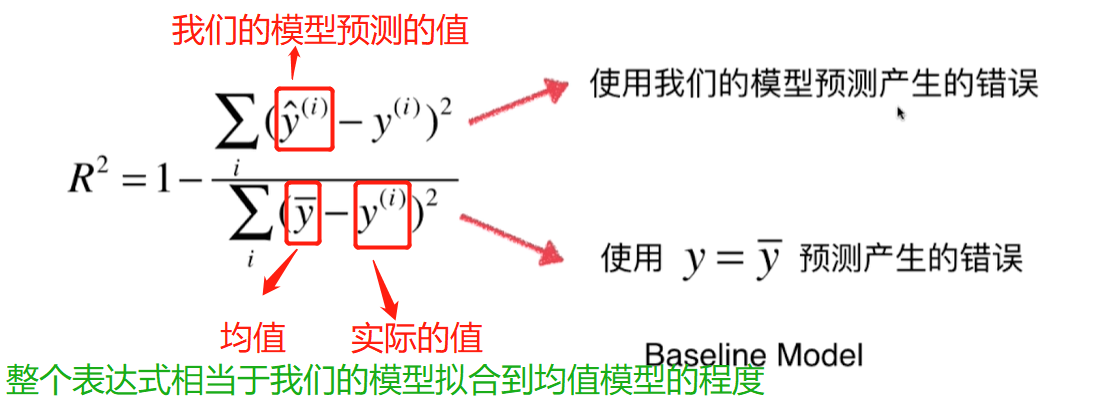 我们的模型预测的值
使用我们的模型预测产生的错误
R² = 1 - \frac{\sum_i (\hat{y}^{(i)} - y^{(i)})^2}{\sum_i (\bar{y} - y^{(i)})^2}
使用 y = ȳ 预测产生的错误
均值 实际的值
Baseline Model
整个表达式相当于我们的模型拟合到均值模型的程度